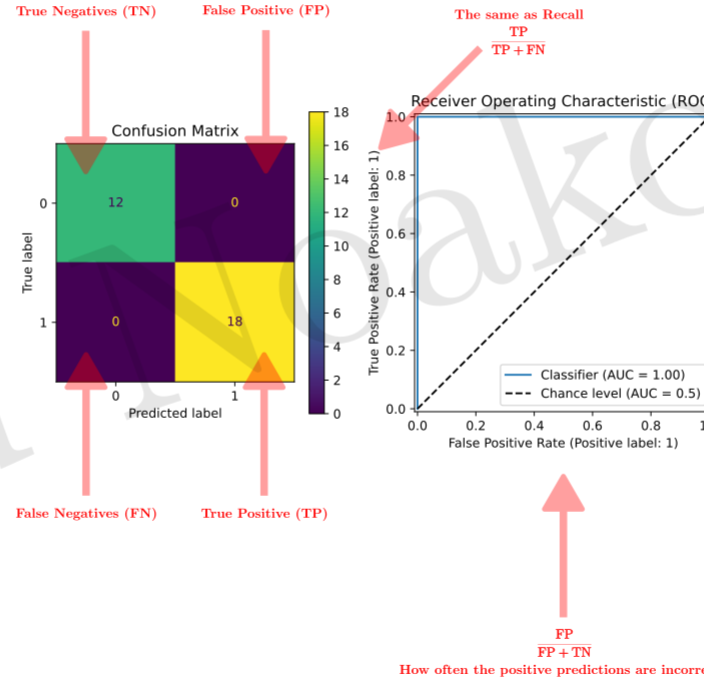 True Negatives (TN)
False Positive (FP)
The same as Recall
TP
TP + FN
Confusion Matrix
True label
0
1
12
0
0
18
0
1
Predicted label
18
16
14
12
10
8
6
4
2
0
False Negatives (FN)
True Positive (TP)
Receiver Operating Characteristic (ROC
True Positive Rate (Positive label: 1)
1.0
0.8
0.6
0.4
0.2
0.0
Classifier (AUC = 1.00)
Chance level (AUC = 0.5)
0.0
0.2
0.4
0.6
0.8
1
False Positive Rate (Positive label: 1)
FP
FP + TN
How often the positive predictions are incorre
Noako